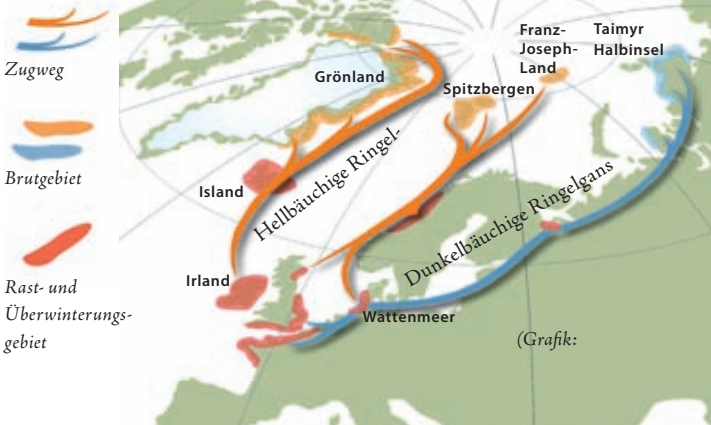 Zugweg
Brutgebiet
Rast- und
Überwinterungs-
gebiet
Grönland
Spitzbergen
Franz-
Joseph-
Land
Taimyr
Halbinsel
Island
Hellbäuchige Ringel-
Irland
Dunkelbäuchige Ringelgans
Wattenmeer
(Grafik: